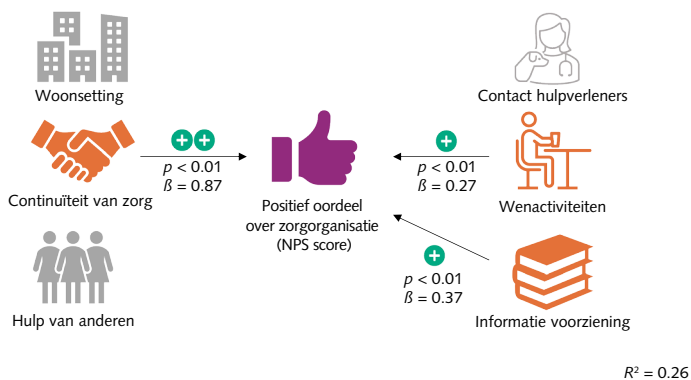 Woonsetting
Contact hulpverleners
p < 0.01
ß = 0.87
Continuïteit van zorg
Positief oordeel
over zorgorganisatie
(NPS score)
p < 0.01
ß = 0.27
Wenactiviteiten
p < 0.01
ß = 0.37
Hulp van anderen
Informatie voorziening
R² = 0.26